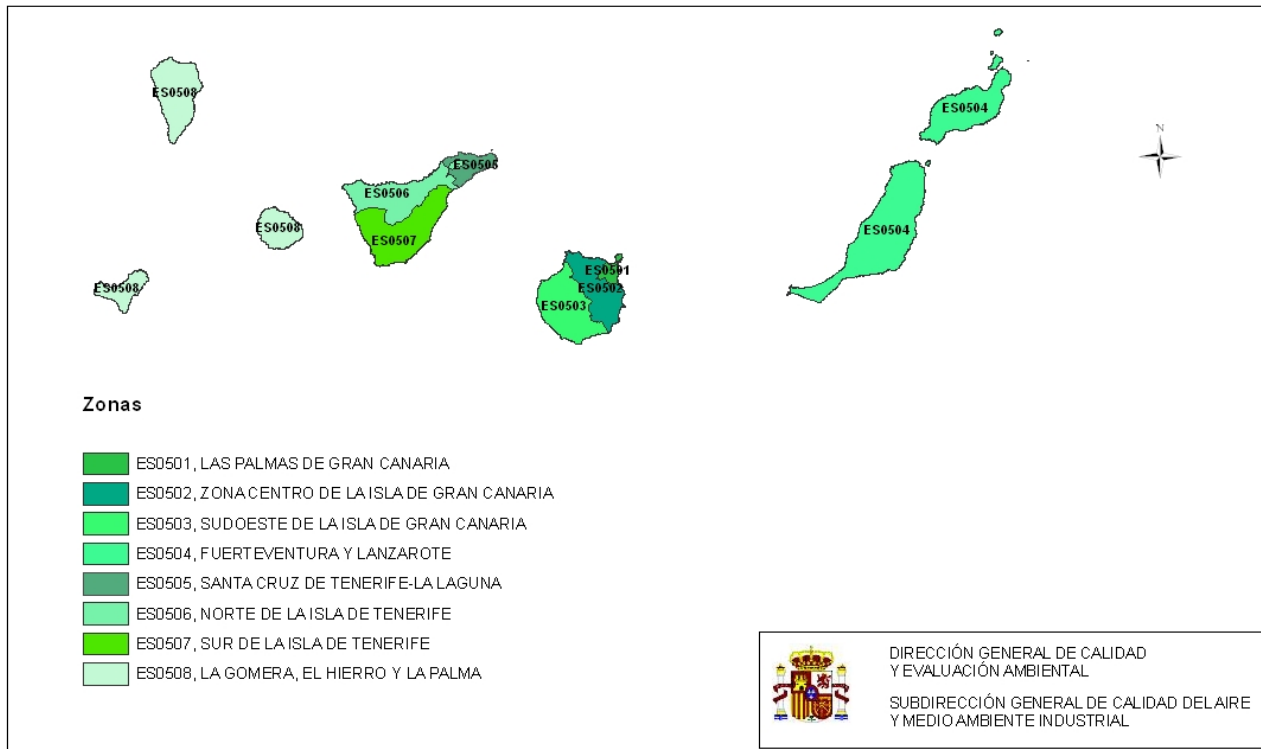 N
ES0508
ES0504
ES0505
ES0506
ES0508
ES0507
ES0504
ES0501
ES0502
ES0508
ES0503
Zonas
ES0501, LAS PALMAS DE GRAN CANARIA
ES0502, ZONA CENTRO DE LA ISLA DE GRAN CANARIA
ES0503, SUDOESTE DE LA ISLA DE GRAN CANARIA
ES0504, FUERTEVENTURA Y LANZAROTE
ES0505, SANTA CRUZ DE TENERIFE-LA LAGUNA
ES0506, NORTE DE LA ISLA DE TENERIFE
ES0507, SUR DE LA ISLA DE TENERIFE
ES0508, LA GOMERA, EL HIERRO Y LA PALMA
DIRECCIÓN GENERAL DE CALIDAD
Y EVALUACIÓN AMBIENTAL
SUBDIRECCIÓN GENERAL DE CALIDAD DEL AIRE
Y MEDIO AMBIENTE INDUSTRIAL